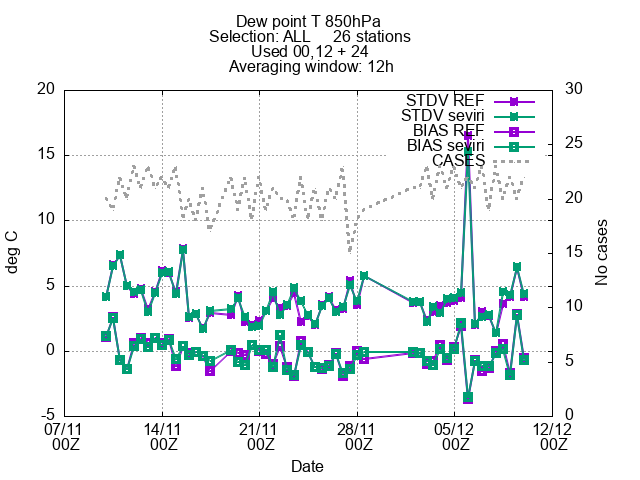 Dew point T 850hPa
Selection: ALL 26 stations
Used 00,12 + 24
Averaging window: 12h
20 30
STDV REF
STDV seviri
25
BIAS REF
BIAS seviri
15
CASES
20
10
deg C
No cases
15
5
10
0
5
-5 0
07/11 14/11 21/11 28/11 05/12 12/12
00Z 00Z 00Z 00Z 00Z 00Z
Date